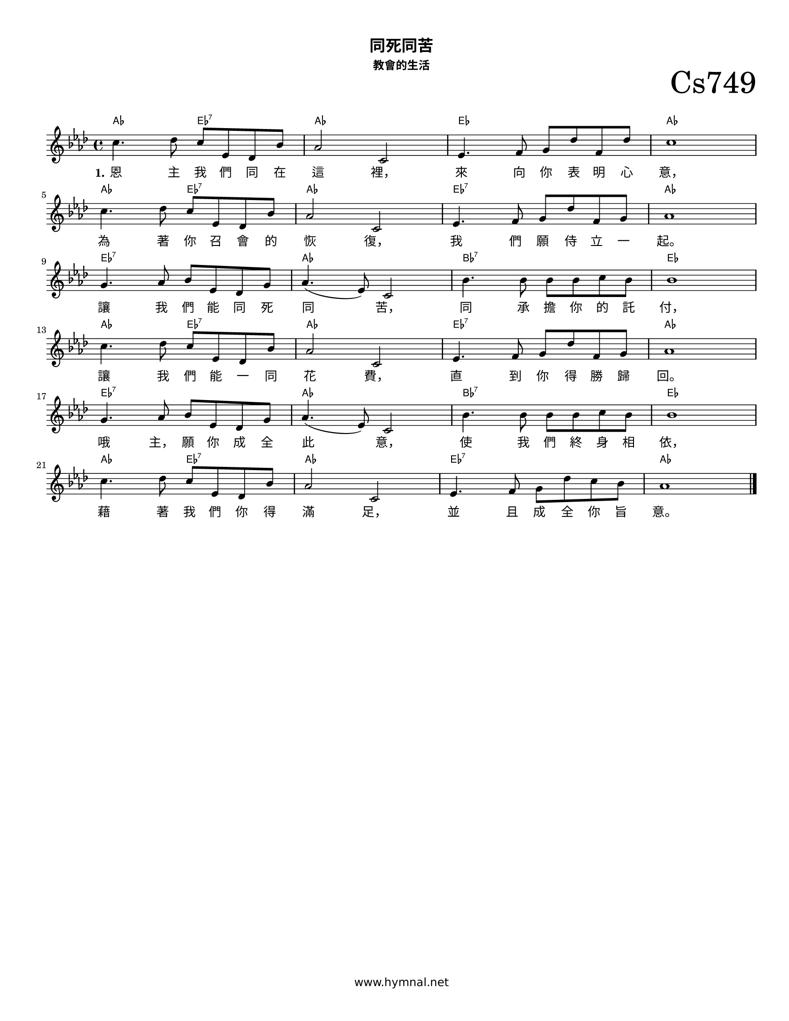 同死同苦
教會的生活
Cs749
A♭ E♭7 A♭ E♭ A♭
1. 恩 主 我 們 同 在 這 裡, 來 向 你 表 明 心 意,
5 A♭ E♭7 A♭ E♭7 A♭
為 著 你 召 會 的 恢 復, 我 們 願 侍 立 一 起。
9 E♭7 A♭ B♭7 E♭
讓 我 們 能 同 死 同 苦, 同 承 擔 你 的 託 付,
13 A♭ E♭7 A♭ E♭7 A♭
讓 我 們 能 一 同 花 費, 直 到 你 得 勝 歸 回。
17 E♭7 A♭ B♭7 E♭
哦 主, 願 你 成 全 此 意, 使 我 們 終 身 相 依,
21 A♭ E♭7 A♭ E♭7 A♭
藉 著 我 們 你 得 滿 足, 並 且 成 全 你 旨 意。
www.hymnal.net